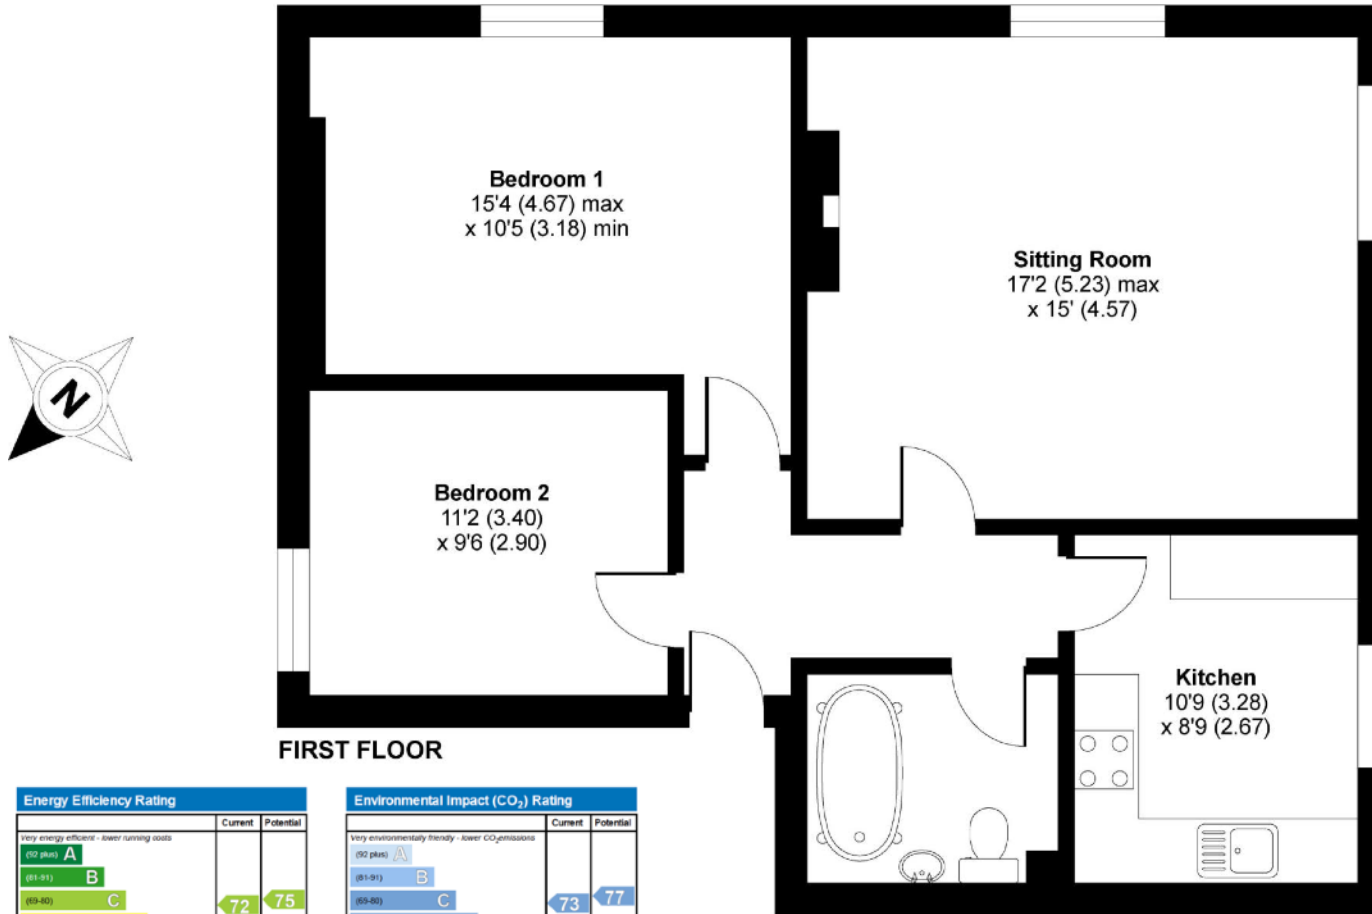 Bedroom 1
15'4 (4.67) max
x 10'5 (3.18) min
Sitting Room
17'2 (5.23) max
x 15' (4.57)
N
Bedroom 2
11'2 (3.40)
x 9'6 (2.90)
Kitchen
10'9 (3.28)
x 8'9 (2.67)
FIRST FLOOR
Energy Efficiency Rating
Current Potential
Very energy efficient - lower running costs
(92 plus) A
(81-91) B
(69-80) C
72 75
Environmental Impact (CO2) Rating
Current Potential
Very environmentally friendly - lower CO2 emissions
(92 plus) A
(81-91) B
(69-80) C
73 77